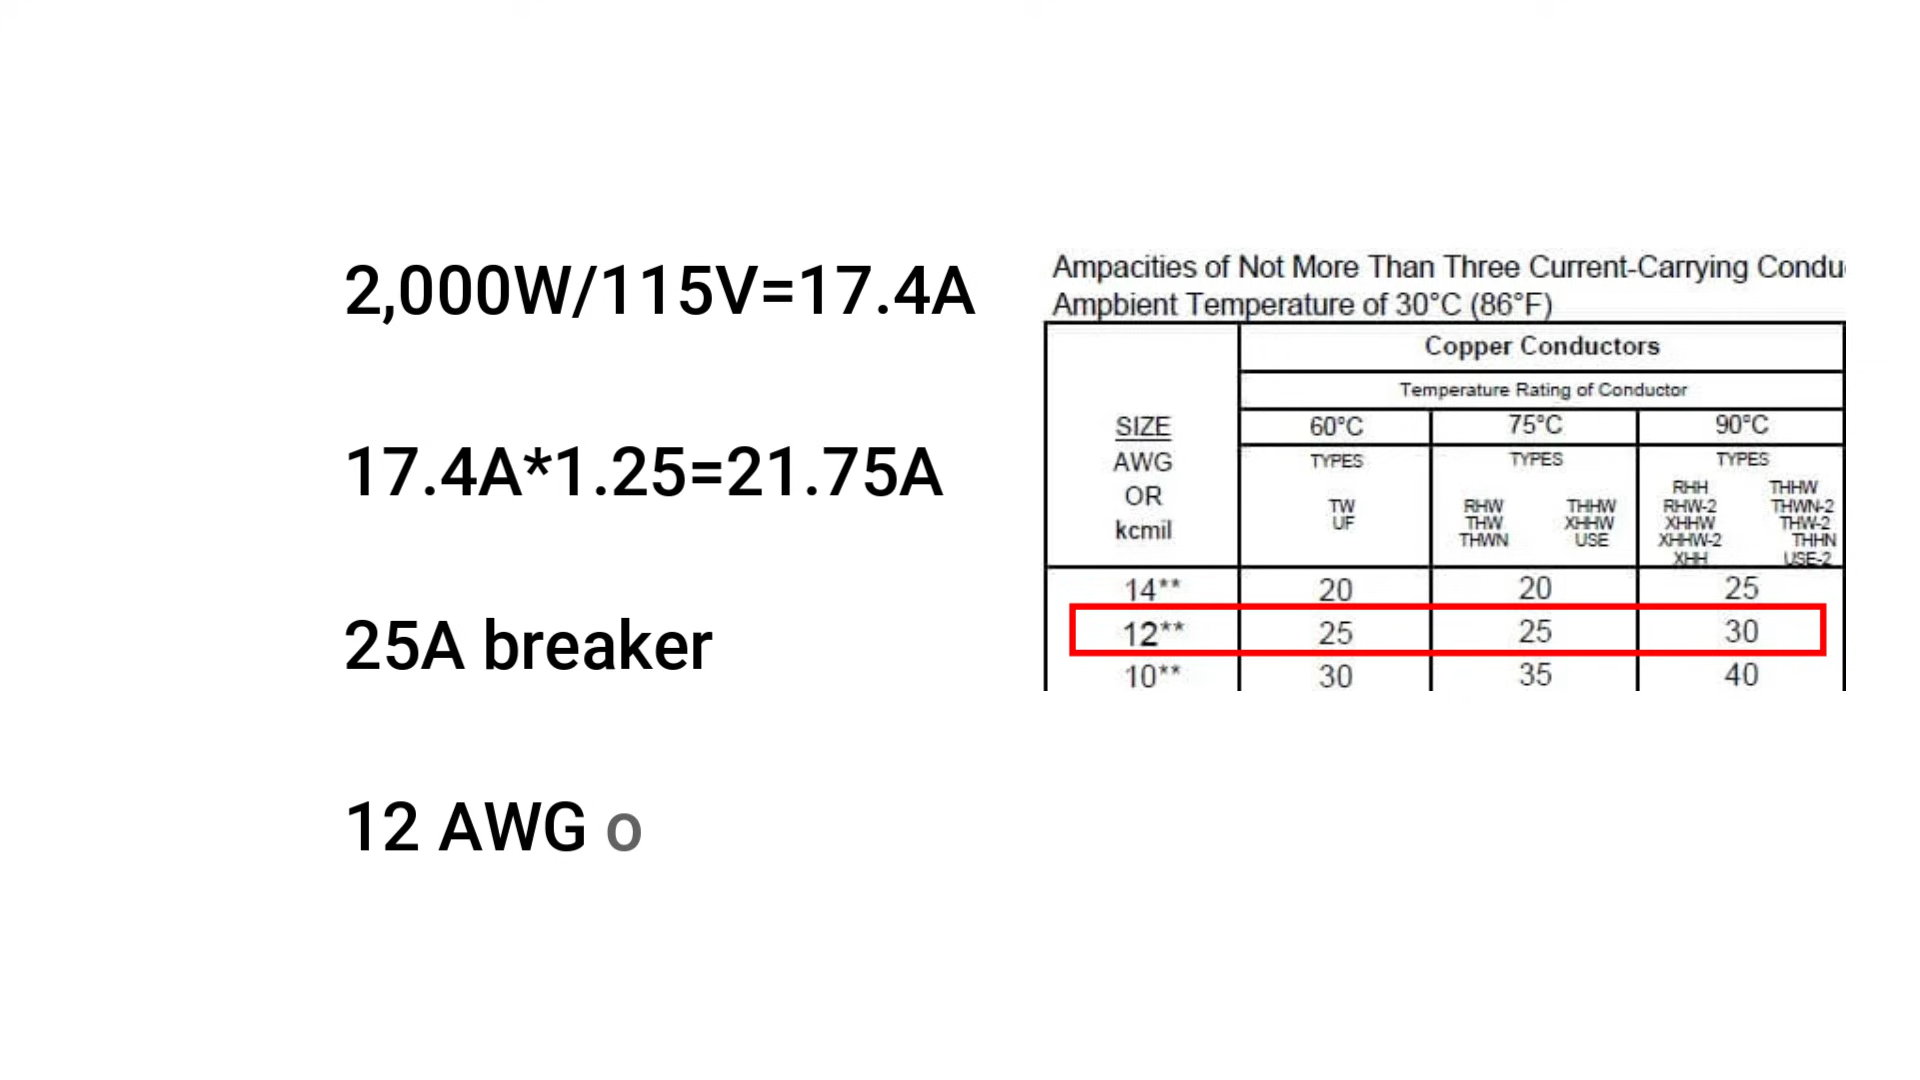 2,000W/115V=17.4A
17.4A*1.25=21.75A
25A breaker
12 AWG o
Ampacities of Not More Than Three Current-Carrying Condu
Ampbient Temperature of 30°C (86°F)
Copper Conductors
Temperature Rating of Conductor
SIZE
AWG
OR
kcmil
60°C 75°C 90°C
TYPES TYPES TYPES
TW
UF
RHW THHW
THW XHHW
THWN USE
RHH THHW
RHW-2 THWN-2
XHHW THW-2
XHHW-2 THHN
XHH USE-2
14** 20 20 25
12** 25 25 30
10** 30 35 40